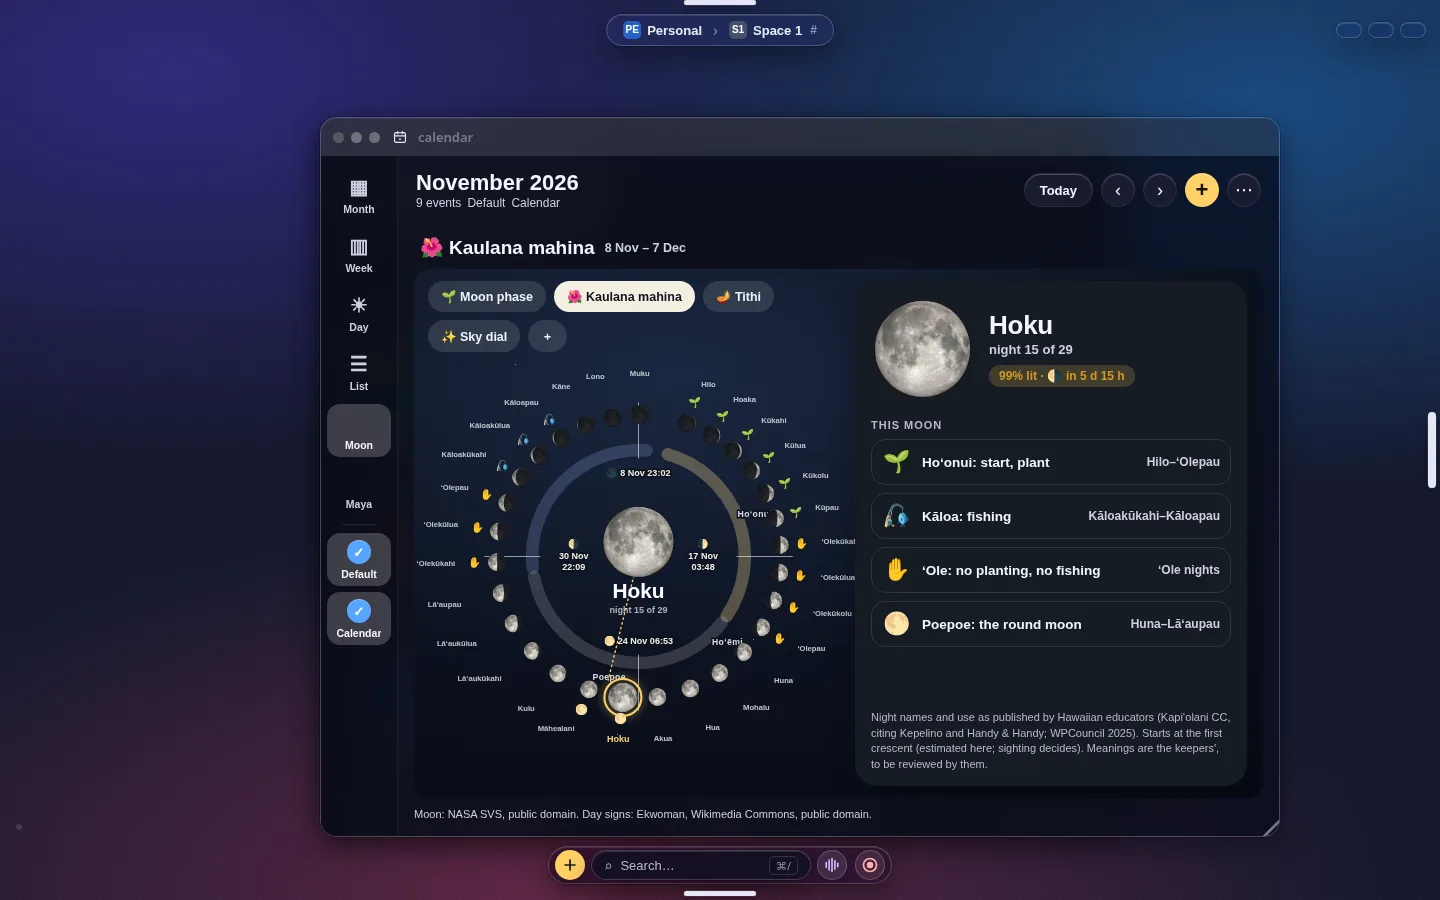 PE Personal › S1 Space 1 #
calendar
November 2026
9 events Default Calendar
Today ‹ › + ⋯
Month
Week
Day
List
Moon
Maya
Default
Calendar
🌺 Kaulana mahina 8 Nov – 7 Dec
🌱 Moon phase
🌺 Kaulana mahina
🪔 Tithi
✨ Sky dial
+
Muku
Hilo
Hoaka
Kūkahi
Kūlua
Kūkolu
Kūpau
ʻOlekūkal
ʻOlekūlua
ʻOlekūkolu
ʻOlepau
Huna
Mohalu
Hua
Akua
Hoku
Māhealani
Kulu
Lāʻaukūkahi
Lāʻaukūlua
Lāʻaupau
ʻOlekūkahi
ʻOlekūlua
ʻOlepau
Kāloakūkahi
Kāloakūlua
Kāloapau
Kāne
Lono
8 Nov 23:02
Hoʻonu
30 Nov
22:09
17 Nov
03:48
Hoku
night 15 of 29
24 Nov 06:53
Hoʻēmi
Poepoe
Hoku
night 15 of 29
99% lit · 🌗 in 5 d 15 h
THIS MOON
Hoʻonui: start, plant Hilo–ʻOlepau
Kāloa: fishing Kāloakūkahi–Kāloapau
ʻOle: no planting, no fishing ʻOle nights
Poepoe: the round moon Huna–Lāʻaupau
Night names and use as published by Hawaiian educators (Kapiʻolani CC,
citing Kepelino and Handy & Handy; WPCouncil 2025). Starts at the first
crescent (estimated here; sighting decides). Meanings are the keepers',
to be reviewed by them.
Moon: NASA SVS, public domain. Day signs: Ekwoman, Wikimedia Commons, public domain.
+ Search… ⌘/